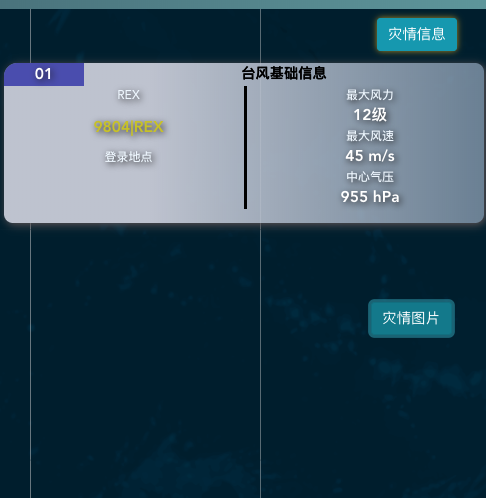 灾情信息
01
台风基础信息
REX
9804|REX
登录地点
最大风力
12级
最大风速
45 m/s
中心气压
955 hPa
灾情图片